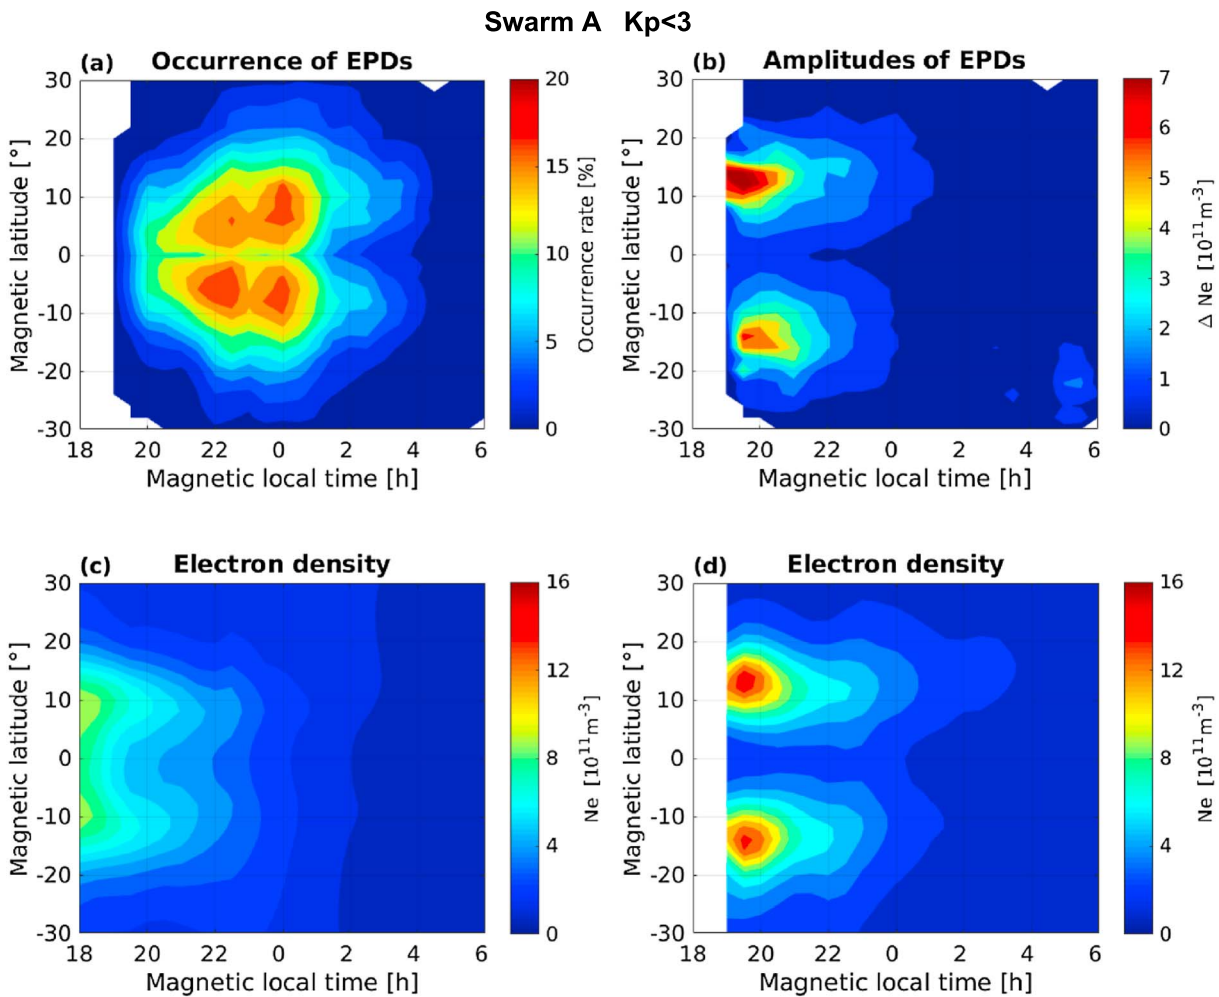 Swarm A Kp<3
(a) Occurrence of EPDs
30
20
10
0
-10
-20
-30
Magnetic latitude [°]
18 20 22 0 2 4 6
Magnetic local time [h]
20
15
10
5
0
Occurrence rate [%]
(b) Amplitudes of EPDs
30
20
10
0
-10
-20
-30
Magnetic latitude [°]
18 20 22 0 2 4 6
Magnetic local time [h]
7
6
5
4
3
2
1
0
Δ Ne [10¹¹m⁻³]
(c) Electron density
30
20
10
0
-10
-20
-30
Magnetic latitude [°]
18 20 22 0 2 4 6
Magnetic local time [h]
16
12
8
4
0
Ne [10¹¹m⁻³]
(d) Electron density
30
20
10
0
-10
-20
-30
Magnetic latitude [°]
18 20 22 0 2 4 6
Magnetic local time [h]
16
12
8
4
0
Ne [10¹¹m⁻³]